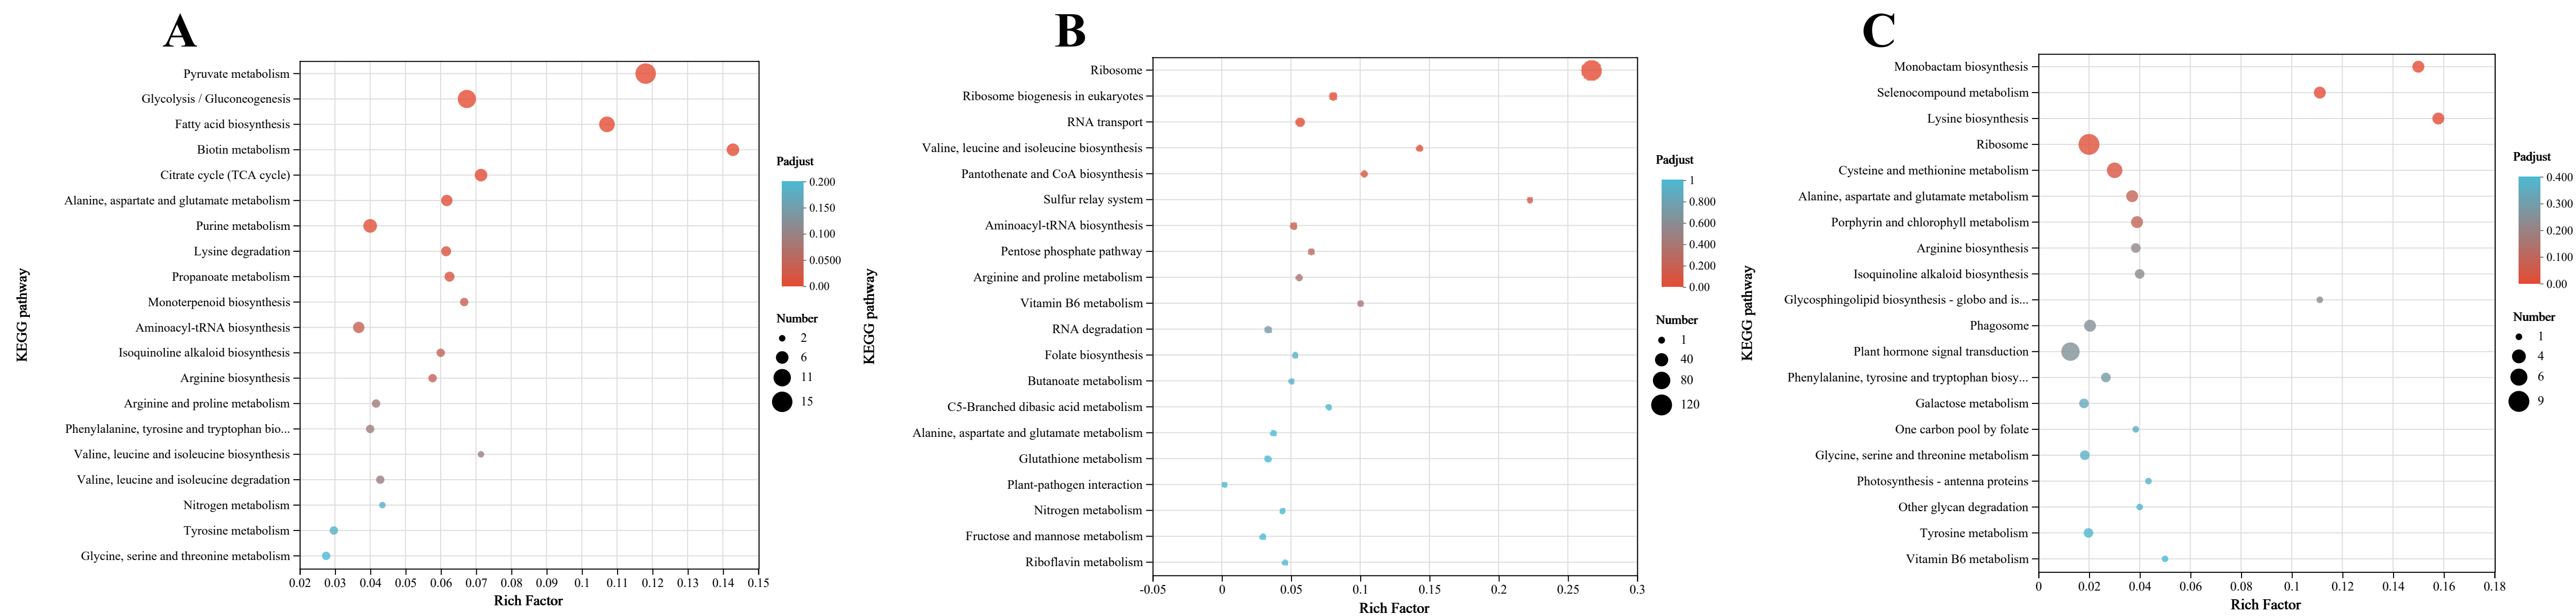 A
Pyruvate metabolism
Glycolysis / Gluconeogenesis
Fatty acid biosynthesis
Biotin metabolism
Citrate cycle (TCA cycle)
Alanine, aspartate and glutamate metabolism
Purine metabolism
Lysine degradation
Propanoate metabolism
Monoterpenoid biosynthesis
Aminoacyl-tRNA biosynthesis
Isoquinoline alkaloid biosynthesis
Arginine biosynthesis
Arginine and proline metabolism
Phenylalanine, tyrosine and tryptophan bio...
Valine, leucine and isoleucine biosynthesis
Valine, leucine and isoleucine degradation
Nitrogen metabolism
Tyrosine metabolism
Glycine, serine and threonine metabolism
KEGG pathway
0.02 0.03 0.04 0.05 0.06 0.07 0.08 0.09 0.1 0.11 0.12 0.13 0.14 0.15
Rich Factor
Padjust
0.200
0.150
0.100
0.0500
0.00
Number
2
6
11
15
B
Ribosome
Ribosome biogenesis in eukaryotes
RNA transport
Valine, leucine and isoleucine biosynthesis
Pantothenate and CoA biosynthesis
Sulfur relay system
Aminoacyl-tRNA biosynthesis
Pentose phosphate pathway
Arginine and proline metabolism
Vitamin B6 metabolism
RNA degradation
Folate biosynthesis
Butanoate metabolism
C5-Branched dibasic acid metabolism
Alanine, aspartate and glutamate metabolism
Glutathione metabolism
Plant-pathogen interaction
Nitrogen metabolism
Fructose and mannose metabolism
Riboflavin metabolism
KEGG pathway
-0.05 0 0.05 0.1 0.15 0.2 0.25 0.3
Rich Factor
Padjust
1
0.800
0.600
0.400
0.200
0.00
Number
1
40
80
120
C
Monobactam biosynthesis
Selenocompound metabolism
Lysine biosynthesis
Ribosome
Cysteine and methionine metabolism
Alanine, aspartate and glutamate metabolism
Porphyrin and chlorophyll metabolism
Arginine biosynthesis
Isoquinoline alkaloid biosynthesis
Glycosphingolipid biosynthesis - globo and is...
Phagosome
Plant hormone signal transduction
Phenylalanine, tyrosine and tryptophan biosy...
Galactose metabolism
One carbon pool by folate
Glycine, serine and threonine metabolism
Photosynthesis - antenna proteins
Other glycan degradation
Tyrosine metabolism
Vitamin B6 metabolism
KEGG pathway
0 0.02 0.04 0.06 0.08 0.1 0.12 0.14 0.16 0.18
Rich Factor
Padjust
0.400
0.300
0.200
0.100
0.00
Number
1
4
6
9